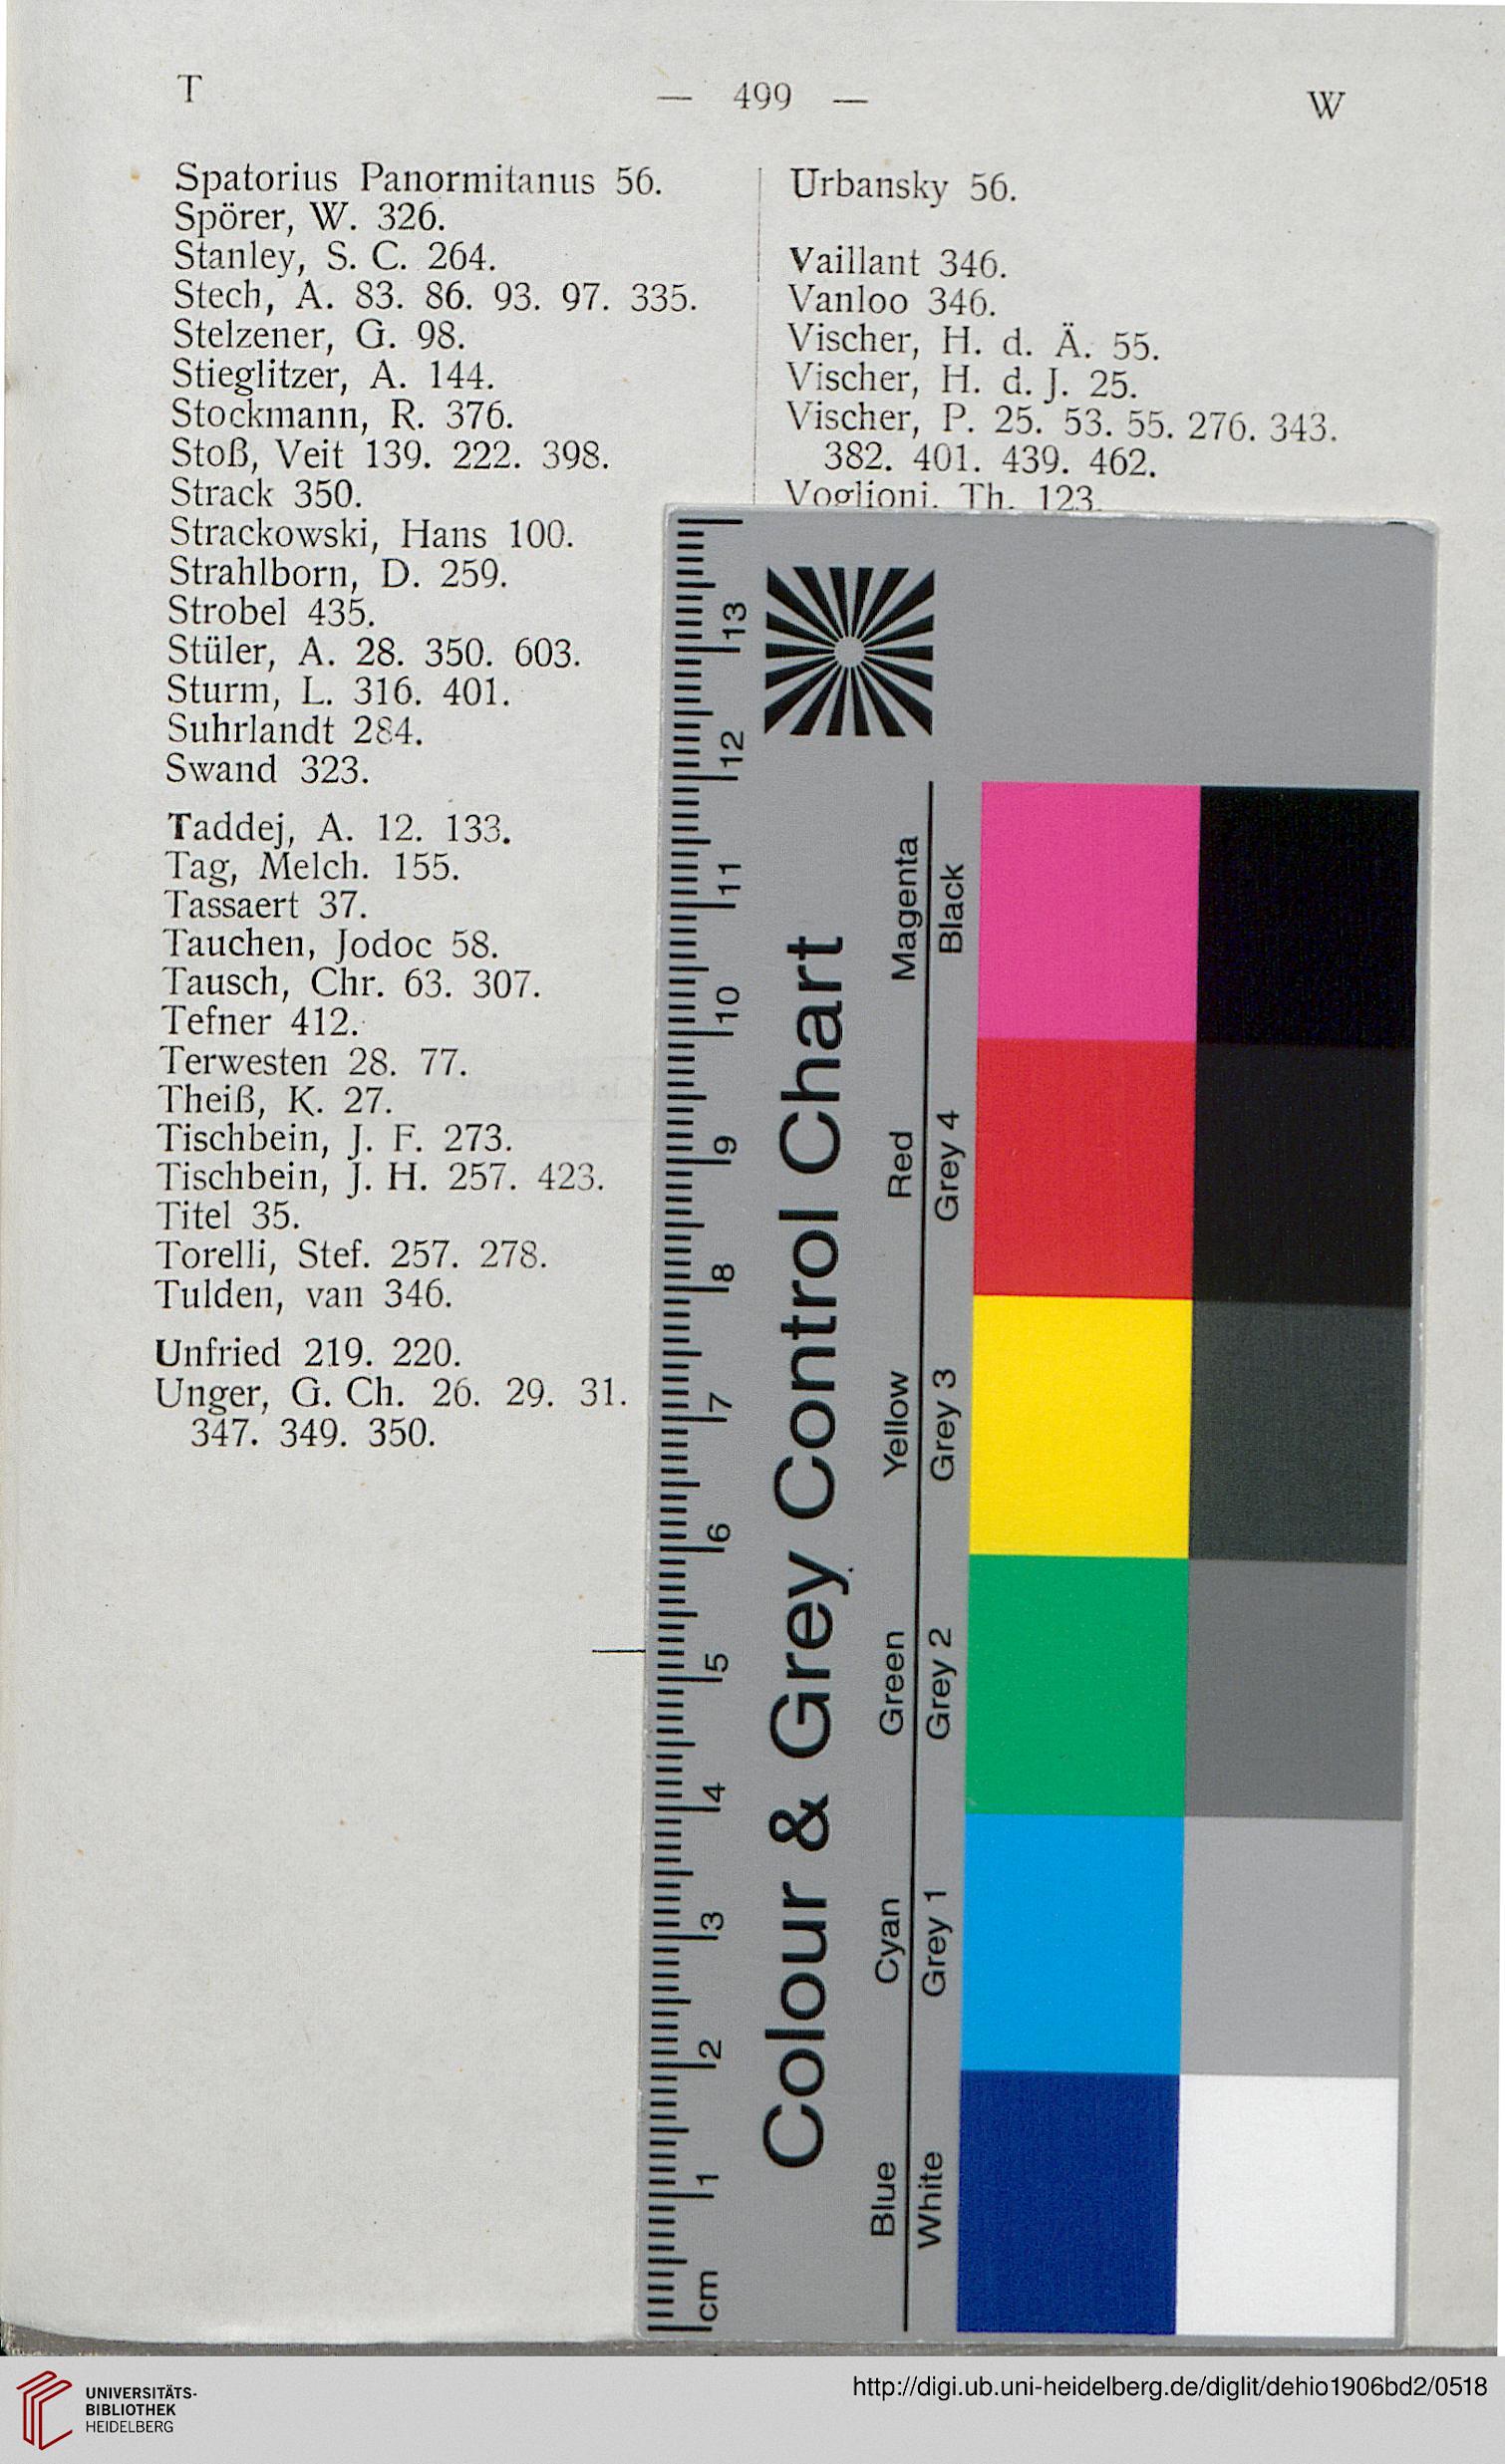 T — 499 — W
Spatorius Panormitanus 56.
Spörer, W. 326.
Stanley, S. C. 264.
Stech, A. 83. 86. 93. 97. 335.
Stelzener, G. 98.
Stieglitzer, A. 144.
Stockmann, R. 376.
Stoß, Veit 139. 222. 398.
Strack 350.
Strackowski, Hans 100.
Strahlborn, D. 259.
Strobel 435.
Stüler, A. 28. 350. 603.
Sturm, L. 316. 401.
Suhrlandt 284.
Swand 323.
Taddej, A. 12. 133.
Tag, Melch. 155.
Tassaert 37.
Tauchen, Jodoc 58.
Tausch, Chr. 63. 307.
Tefner 412.
Terwesten 28. 77.
Theiß, K. 27.
Tischbein, J. F. 273.
Tischbein, J. H. 257. 423.
Titel 35.
Torelli, Stef. 257. 278.
Tulden, van 346.
Unfried 219. 220.
Unger, G. Ch. 26. 29. 31.
347. 349. 350.
Urbansky 56.
Vaillant 346.
Vanloo 346.
Vischer, H. d. Ä. 55.
Vischer, H. d. J. 25.
Vischer, P. 25. 53. 55. 276. 343.
382. 401. 439. 462.
Voglioni, Th. 123.
13
12
11
10
9
8
7
6
5
4
3
2
1
cm
Colour & Grey Control Chart
Blue Cyan Green Yellow Red Magenta
White Grey 1 Grey 2 Grey 3 Grey 4 Black
UNIVERSITÄTS-
BIBLIOTHEK
HEIDELBERG
http://digi.ub.uni-heidelberg.de/diglit/dehio1906bd2/0518